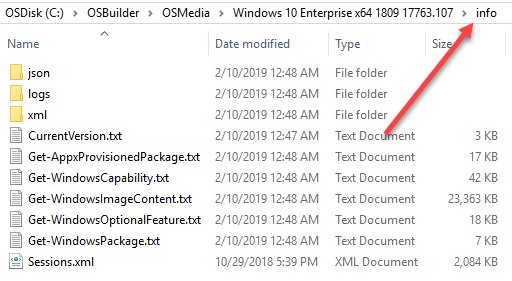 OSDisk (C:) › OSBuilder › OSMedia › Windows 10 Enterprise x64 1809 17763.107 › info
Name Date modified Type Size
json 2/10/2019 12:48 AM File folder
logs 2/10/2019 12:48 AM File folder
xml 2/10/2019 12:48 AM File folder
CurrentVersion.txt 2/10/2019 12:47 AM Text Document 3 KB
Get-AppxProvisionedPackage.txt 2/10/2019 12:48 AM Text Document 17 KB
Get-WindowsCapability.txt 2/10/2019 12:48 AM Text Document 42 KB
Get-WindowsImageContent.txt 2/10/2019 12:48 AM Text Document 23,363 KB
Get-WindowsOptionalFeature.txt 2/10/2019 12:48 AM Text Document 18 KB
Get-WindowsPackage.txt 2/10/2019 12:48 AM Text Document 7 KB
Sessions.xml 10/29/2018 5:39 PM XML Document 2,084 KB